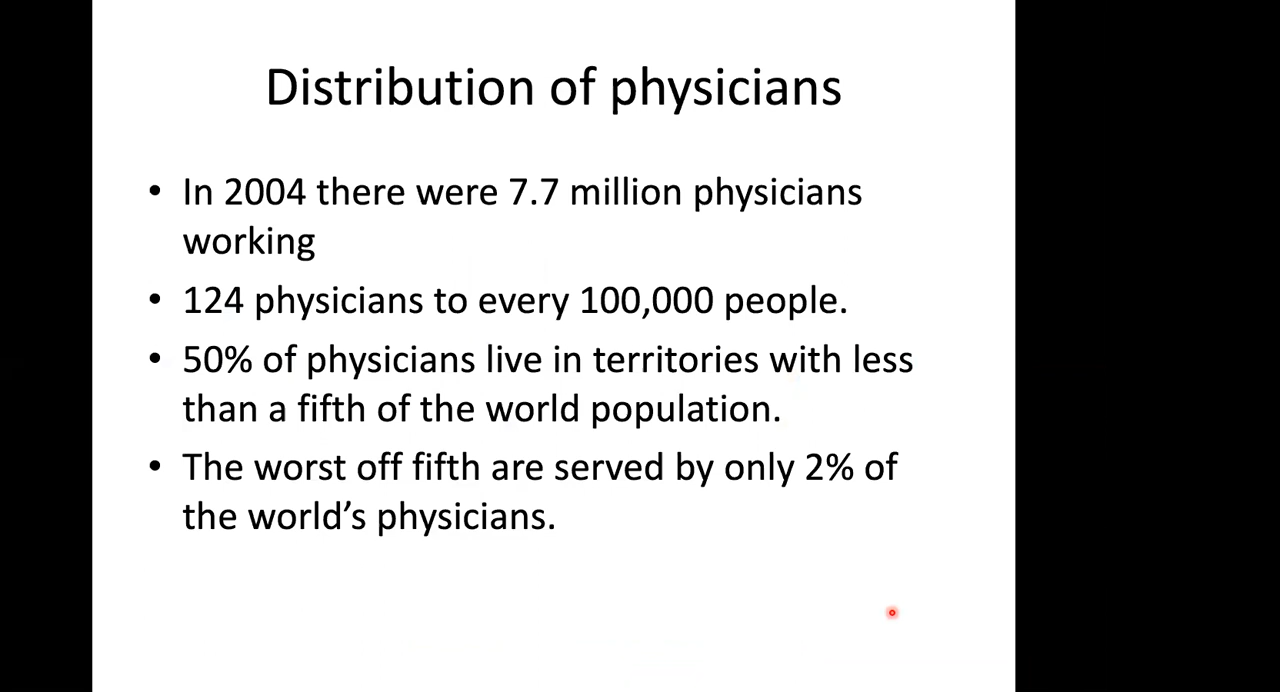 Distribution of physicians
• In 2004 there were 7.7 million physicians
working
• 124 physicians to every 100,000 people.
• 50% of physicians live in territories with less
than a fifth of the world population.
• The worst off fifth are served by only 2% of
the world’s physicians.